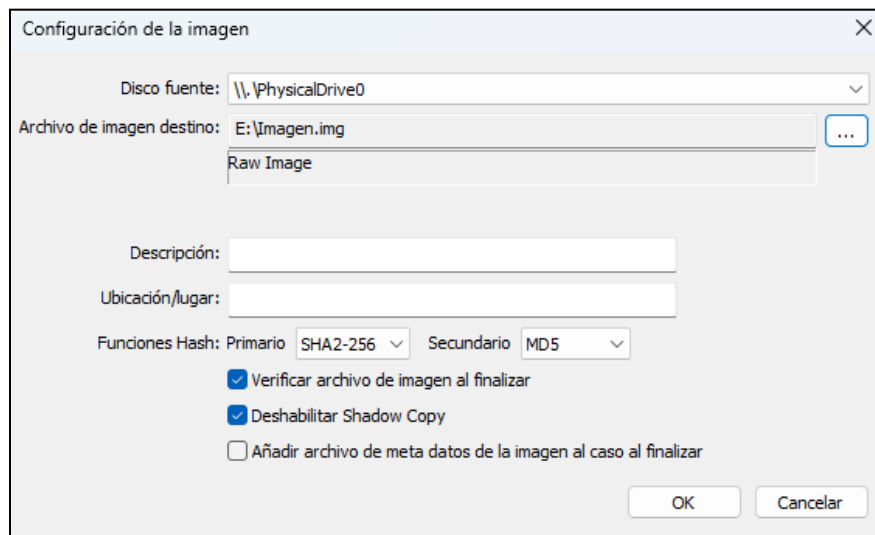 Configuración de la imagen
Disco fuente: \\.\PhysicalDrive0
Archivo de imagen destino: E:\Imagen.img ...
Raw Image
Descripción:
Ubicación/lugar:
Funciones Hash: Primario SHA2-256 Secundario MD5
Verificar archivo de imagen al finalizar
Deshabilitar Shadow Copy
Añadir archivo de meta datos de la imagen al caso al finalizar
OK Cancelar